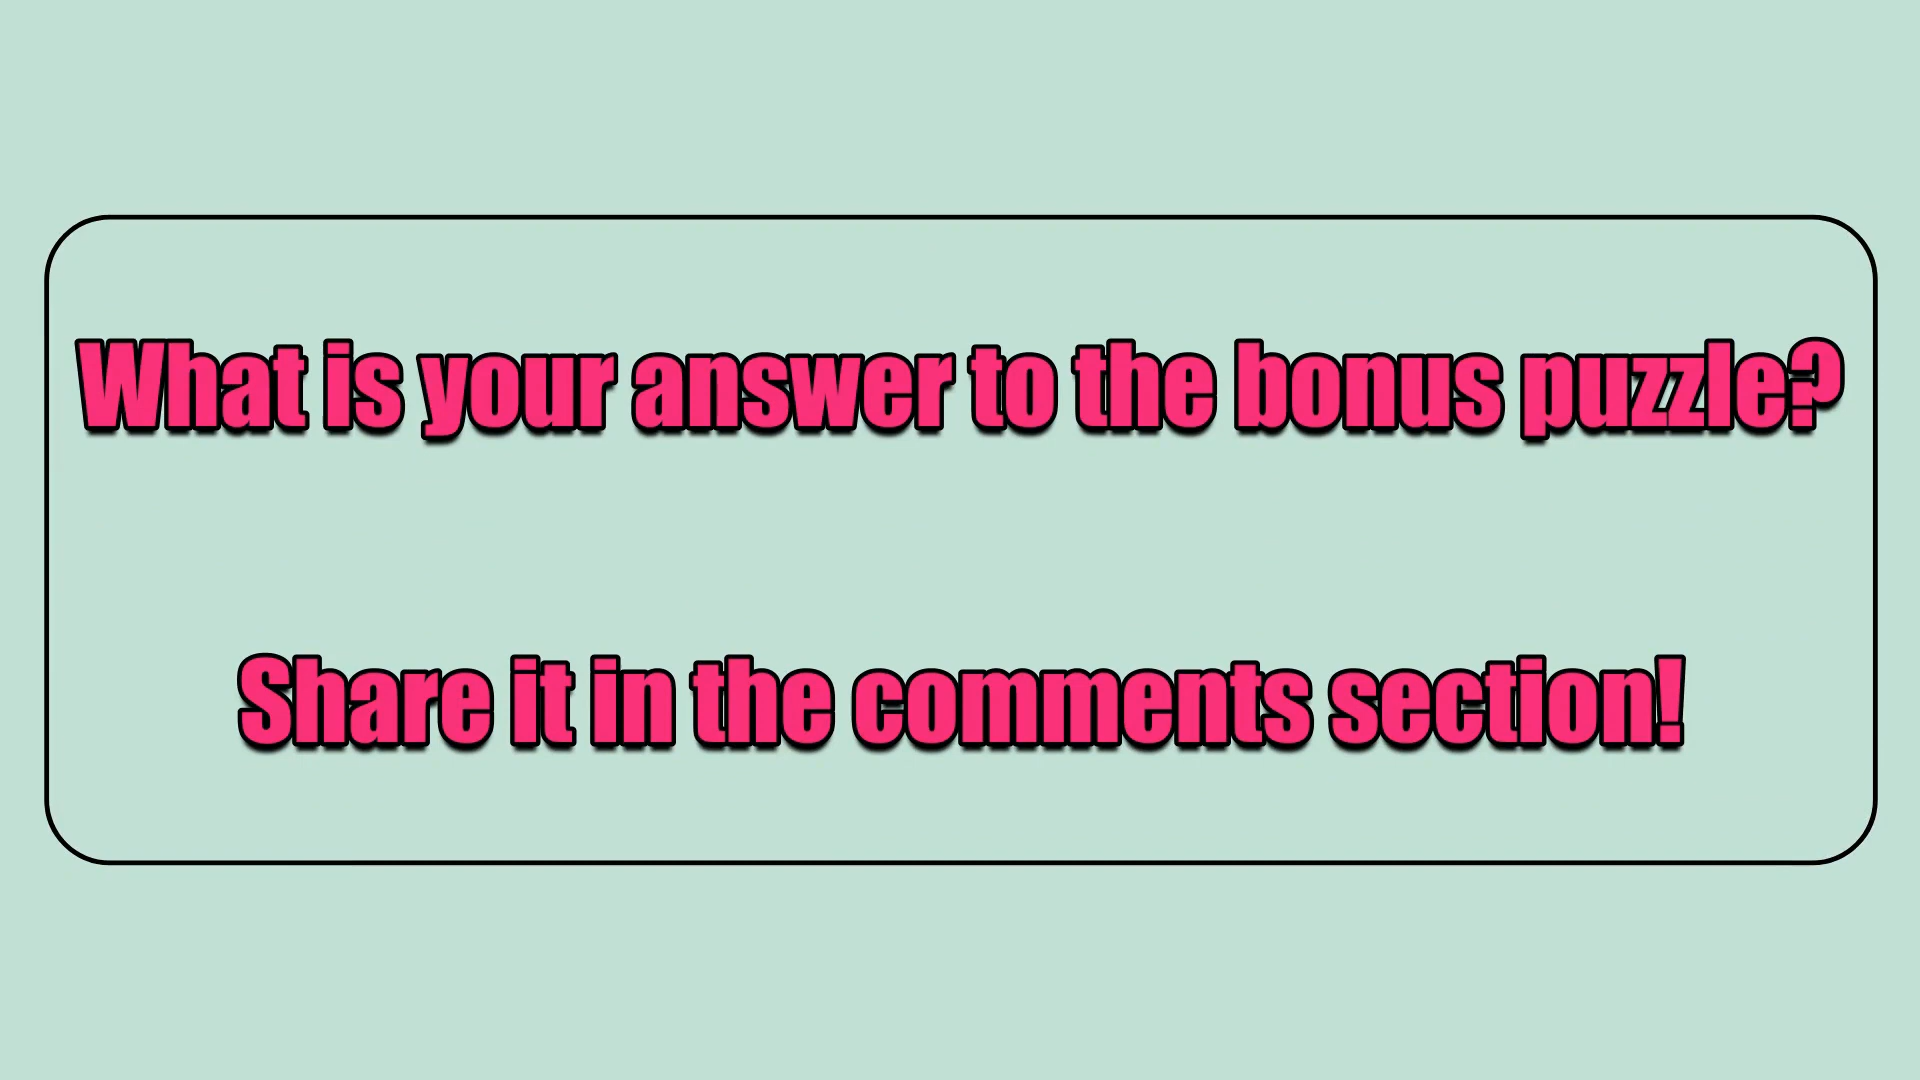 What is your answer to the bonus puzzle?
Share it in the comments section!